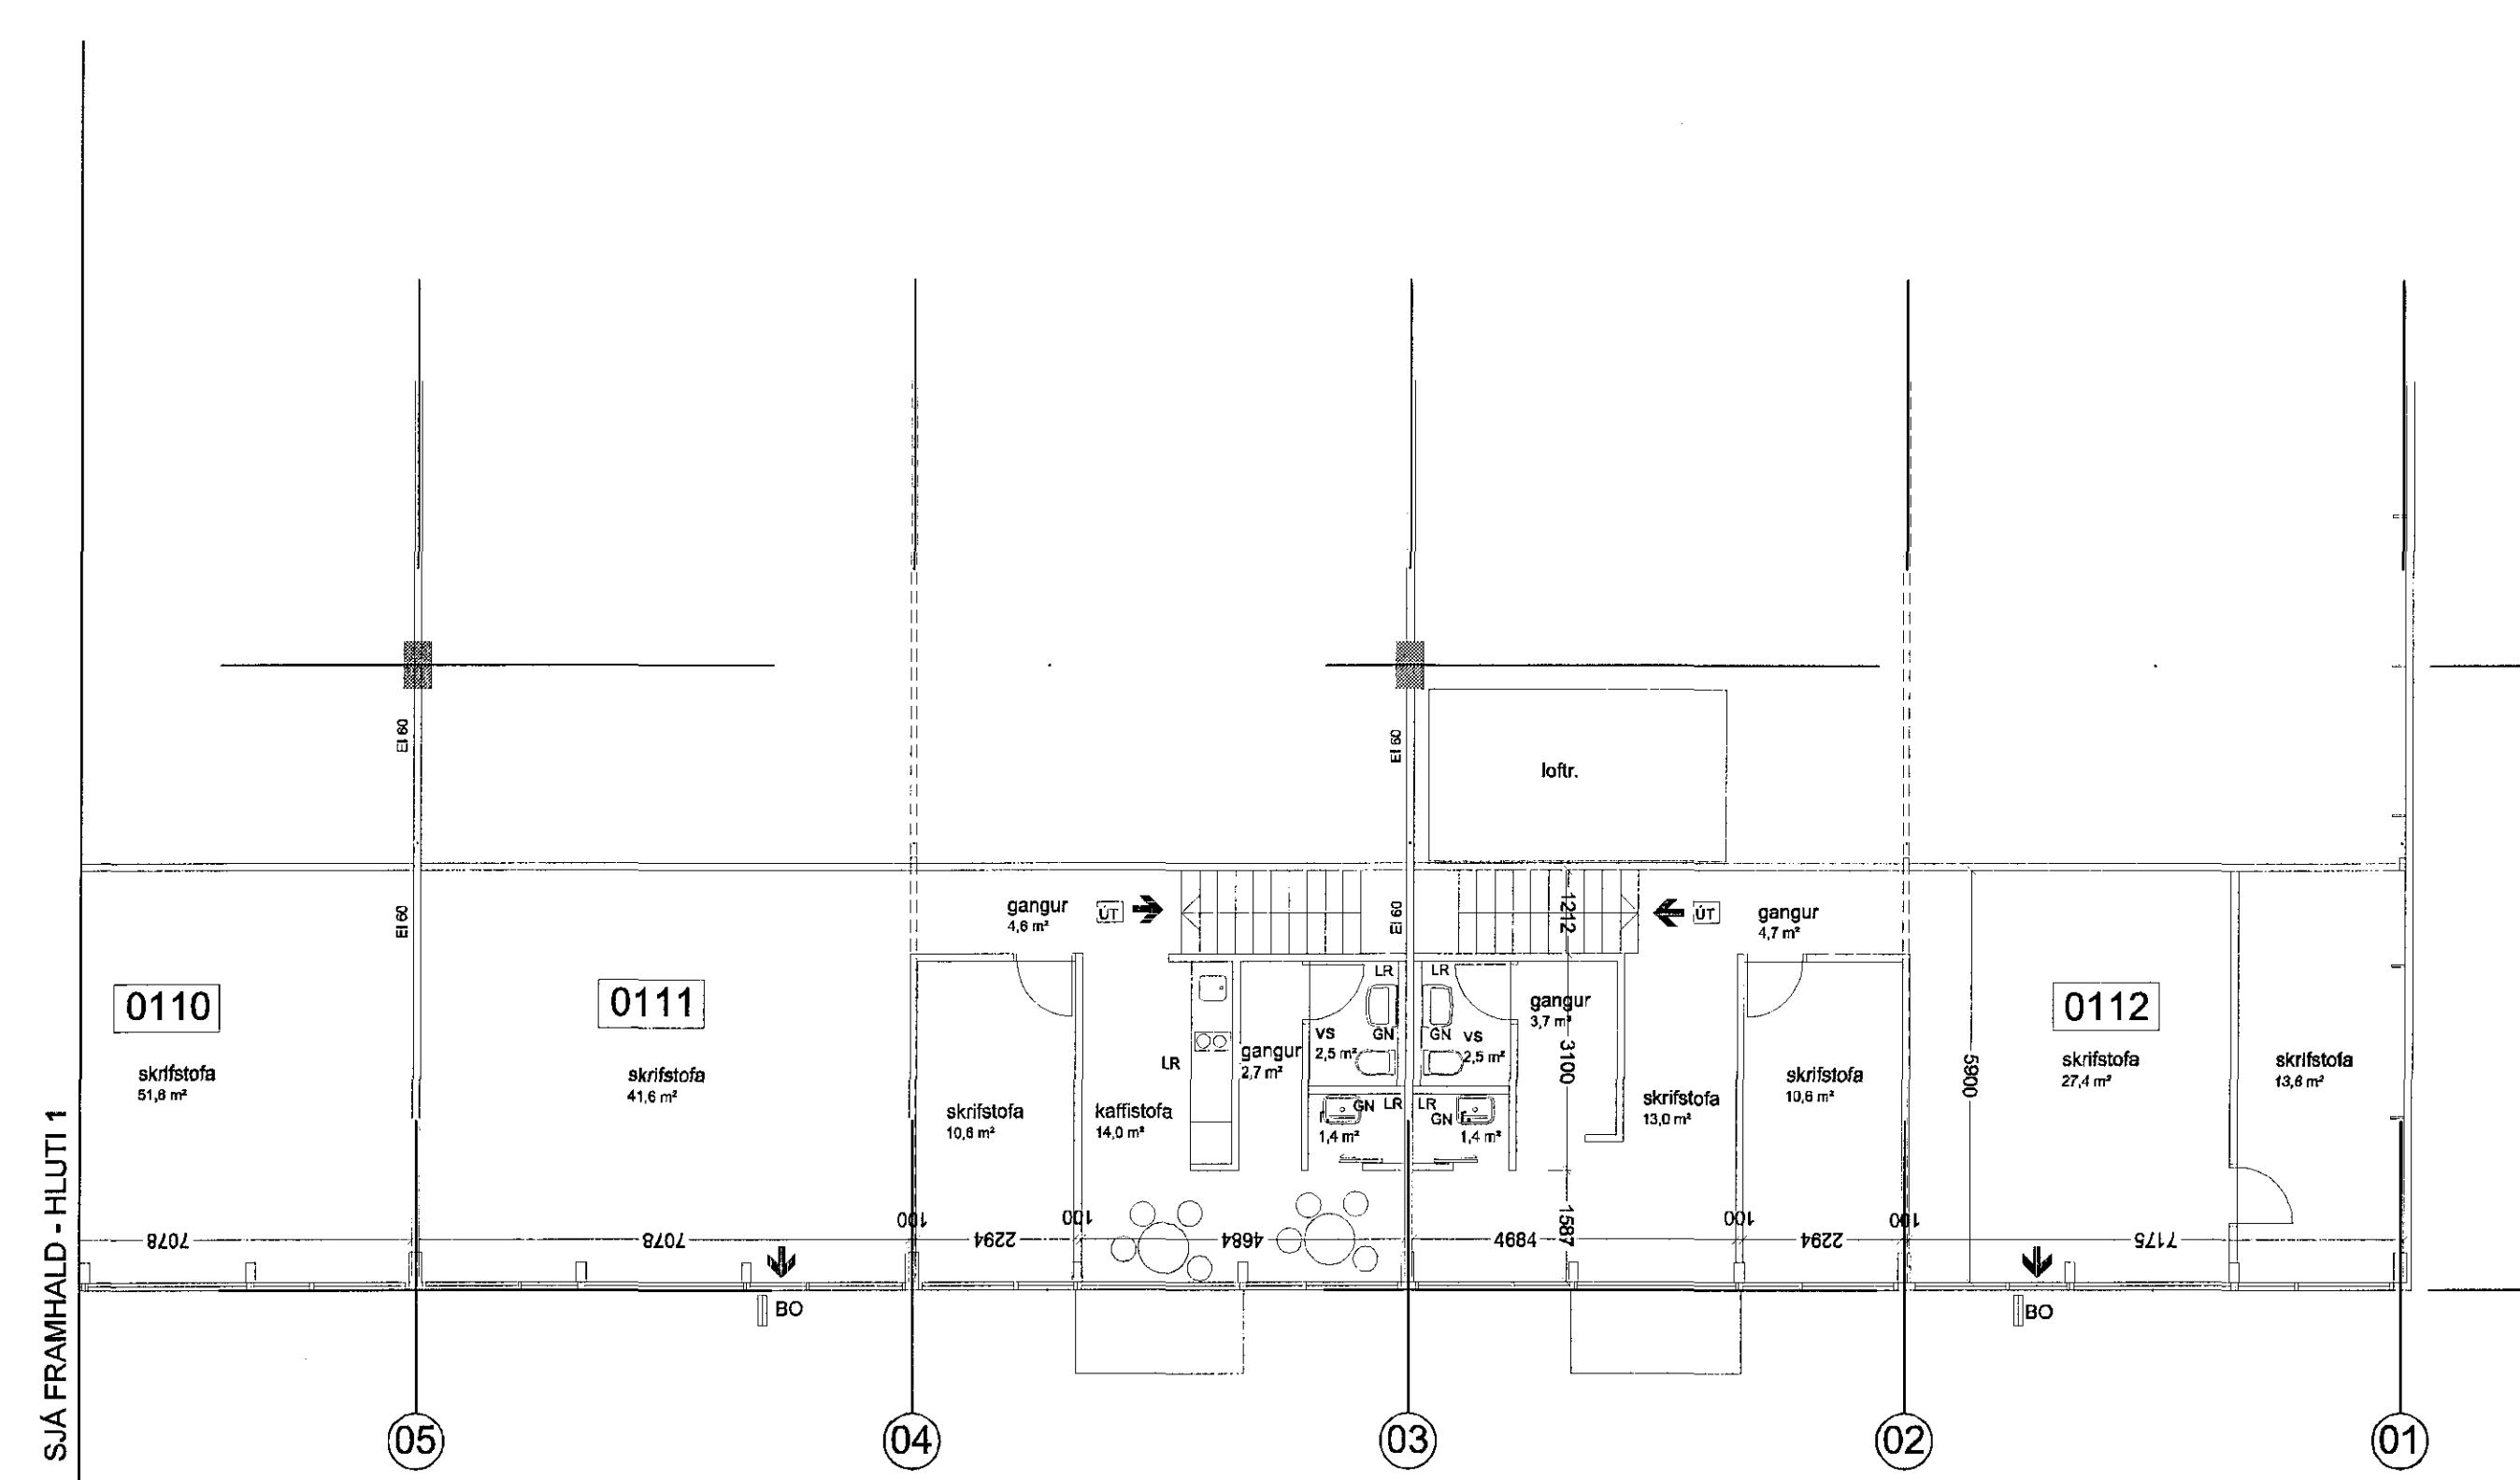 loftr.
EI 60
EI 60
EI 60
EI 60
gangur
4,6 m²
ÚT
1212
ÚT
gangur
4,7 m²
0110
skrifstofa
51,8 m²
0111
skrifstofa
41,6 m²
skrifstofa
10,6 m²
kaffistofa
14,0 m²
LR
gangur
2,7 m²
LR
LR
VS
2,5 m²
GN
GN
VS
2,5 m²
gangur
3,7 m²
3100
GN
LR
LR
GN
1,4 m²
1,4 m²
skrifstofa
13,0 m²
skrifstofa
10,6 m²
5900
0112
skrifstofa
27,4 m²
skrifstofa
13,6 m²
SJÁ FRAMHALD - HLUTI 1
7078
7078
100
2294
100
4684
4684
1587
100
2294
100
7175
BO
BO
05
04
03
02
01